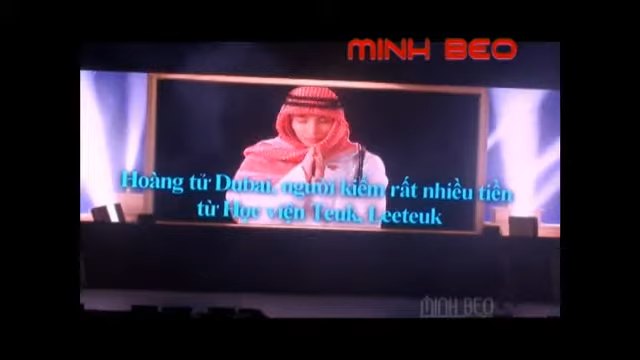 MINH BEO
Hoàng tử Dubai, người kiếm rất nhiều tiền
từ Học viện Teuk, Leeteuk
MINH BEO